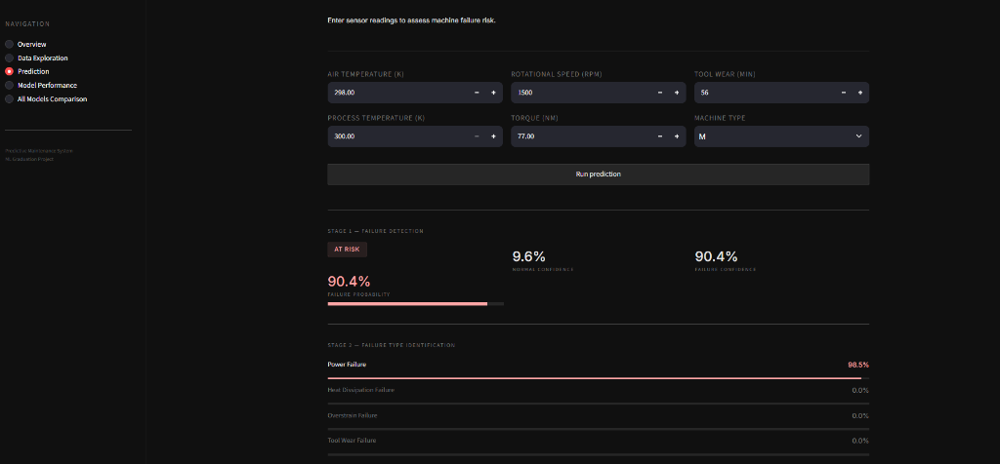 NAVIGATION
Overview
Data Exploration
Prediction
Model Performance
All Models Comparison
Predictive Maintenance System
ML Graduation Project
Enter sensor readings to assess machine failure risk.
AIR TEMPERATURE (K)
ROTATIONAL SPEED (RPM)
TOOL WEAR (MIN)
298.00
1500
56
PROCESS TEMPERATURE (K)
TORQUE (NM)
MACHINE TYPE
300.00
77.00
M
Run prediction
STAGE 1 — FAILURE DETECTION
AT RISK
90.4%
FAILURE PROBABILITY
9.6%
NORMAL CONFIDENCE
90.4%
FAILURE CONFIDENCE
STAGE 2 — FAILURE TYPE IDENTIFICATION
Power Failure
98.5%
Heat Dissipation Failure
0.0%
Overstrain Failure
0.0%
Tool Wear Failure
0.0%